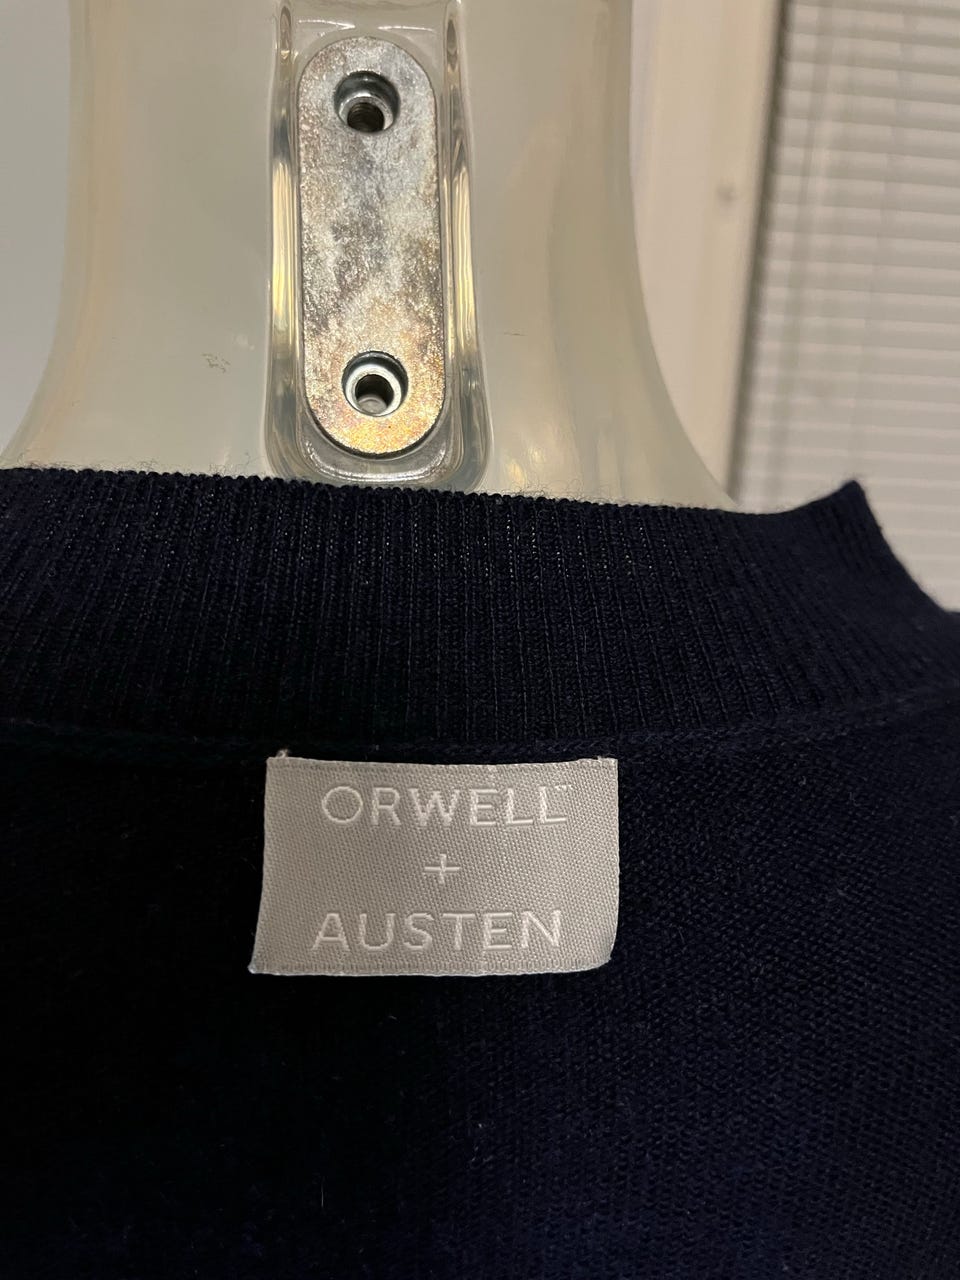 ORWELL™
+
AUSTEN